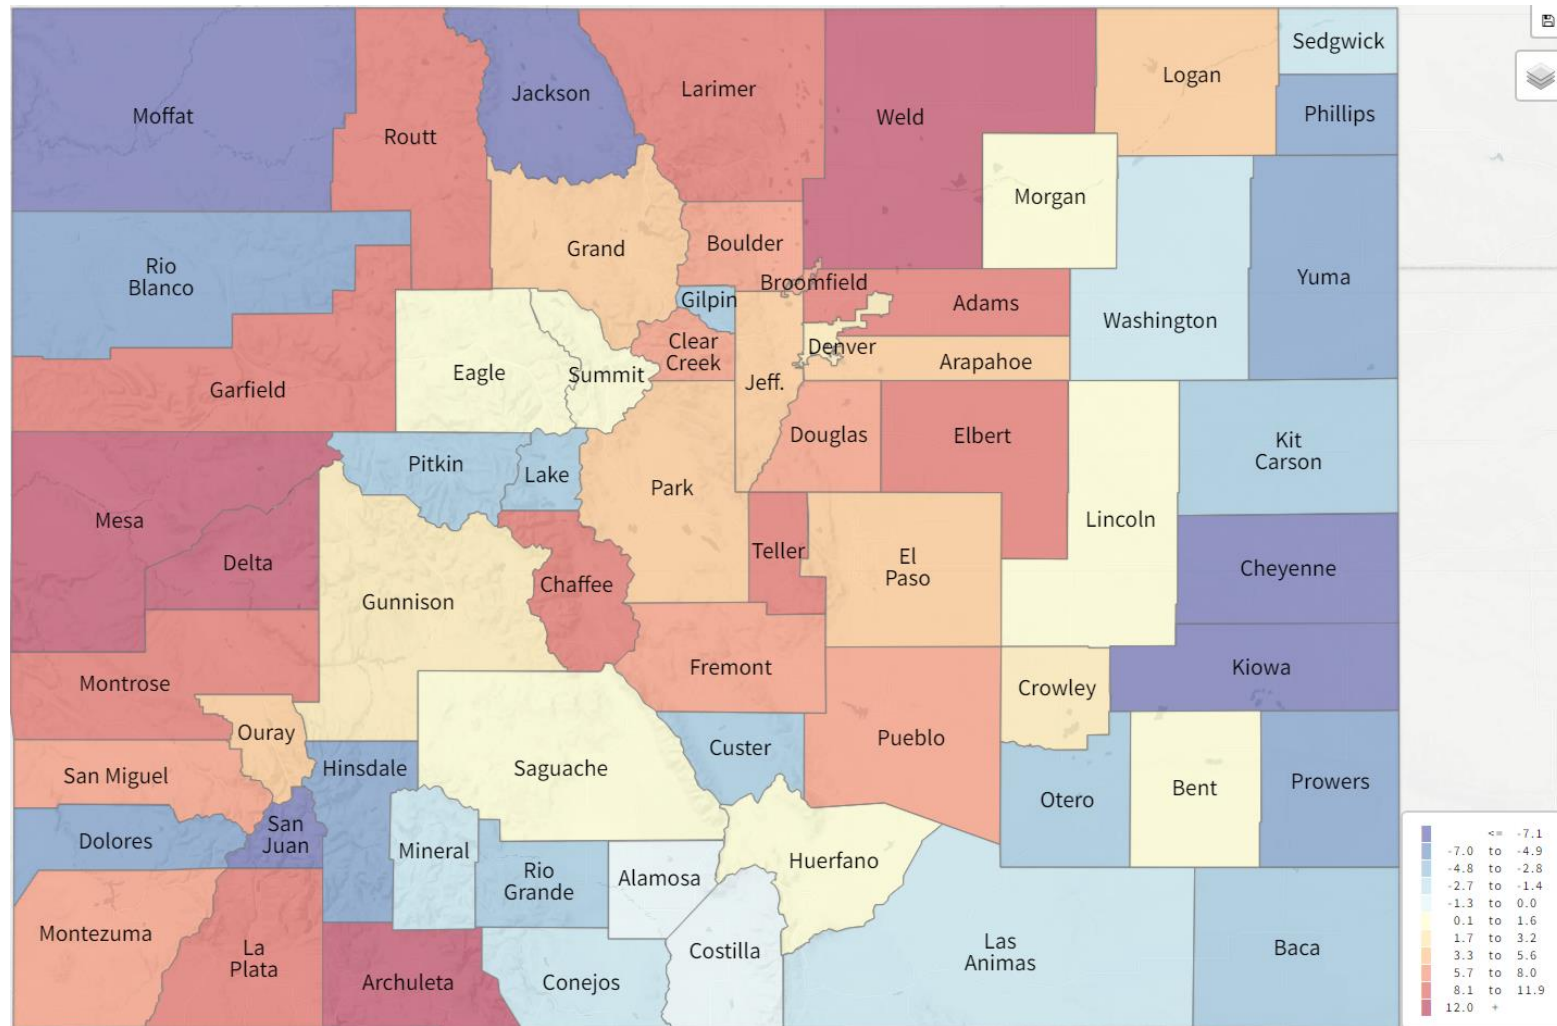 Sedgwick
Logan
Moffat
Jackson
Larimer
Phillips
Weld
Routt
Morgan
Grand
Boulder
Rio
Blanco
Yuma
Broomfield
Gilpin
Adams
Washington
Clear
Creek
Denver
Arapahoe
Eagle
Summit
Jeff.
Garfield
Douglas
Elbert
Kit
Carson
Pitkin
Lake
Park
Mesa
Lincoln
Teller
El
Paso
Delta
Cheyenne
Chaffee
Gunnison
Fremont
Kiowa
Montrose
Crowley
Ouray
Pueblo
Custer
San Miguel
Hinsdale
Saguache
Prowers
Bent
Otero
San
Juan
Dolores
Mineral
Huerfano
Rio
Grande
Alamosa
Montezuma
La
Plata
Costilla
Las
Animas
Baca
Archuleta
Conejos
<= -7.1
-7.0 to -4.9
-4.8 to -2.8
-2.7 to -1.4
-1.3 to 0.0
0.1 to 1.6
1.7 to 3.2
3.3 to 5.6
5.7 to 8.0
8.1 to 11.9
12.0 +